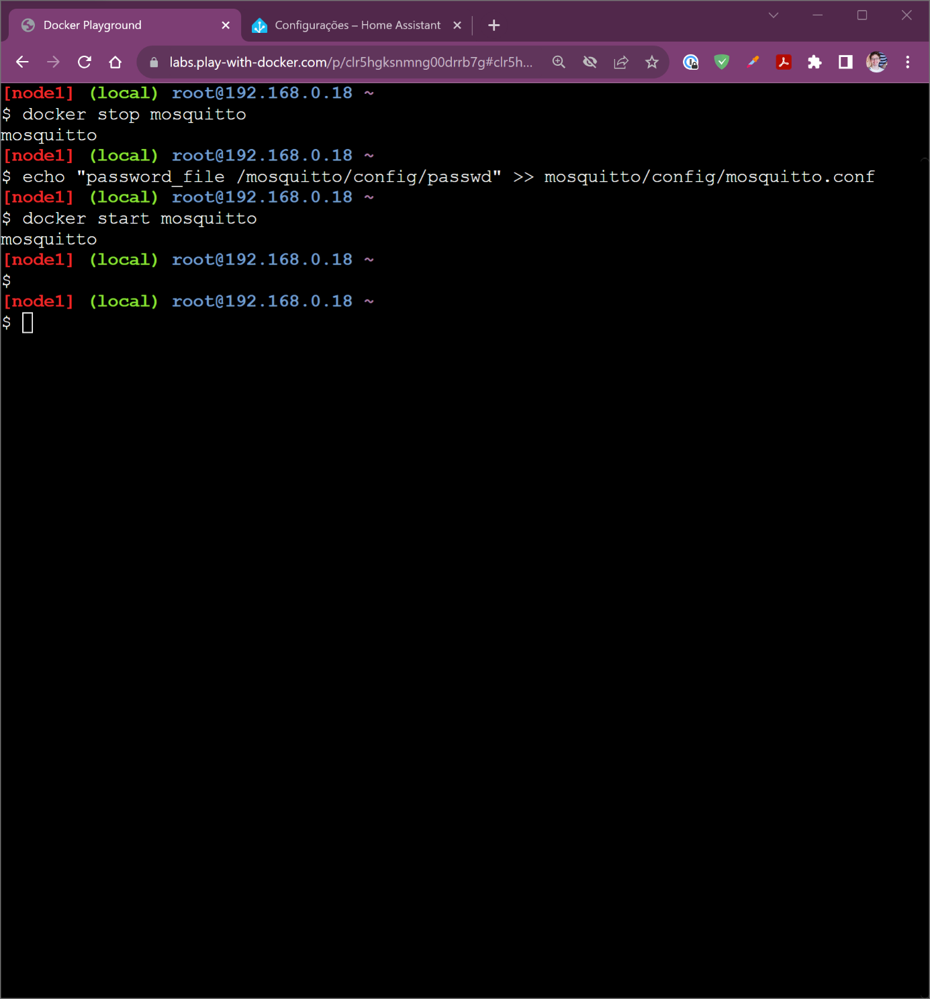 Docker Playground
Configurações – Home Assistant
labs.play-with-docker.com/p/clr5hgksnmng00drrb7g#clr5h...
[node1] (local) root@192.168.0.18 ~
$ docker stop mosquitto
mosquitto
[node1] (local) root@192.168.0.18 ~
$ echo "password_file /mosquitto/config/passwd" >> mosquitto/config/mosquitto.conf
[node1] (local) root@192.168.0.18 ~
$ docker start mosquitto
mosquitto
[node1] (local) root@192.168.0.18 ~
$
[node1] (local) root@192.168.0.18 ~
$